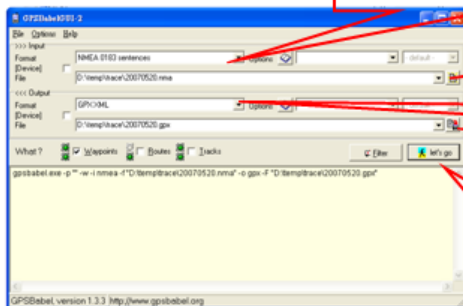 GPSBabelGUI-2
File Options Help
>>> Input
Format NMEA 0183 sentences Options - default -
[Device]
File D:\temp\trace\20070520.nma
<<< Output
Format GPX XML Options - default -
[Device]
File D:\temp\trace\20070520.gpx
What ? Waypoints Routes Tracks Filter let's go
gpsbabel.exe -p "" -w -i nmea -f "D:\temp\trace\20070520.nma" -o gpx -F "D:\temp\trace\20070520.gpx"
GPSBabel, version 1.3.3 http://www.gpsbabel.org